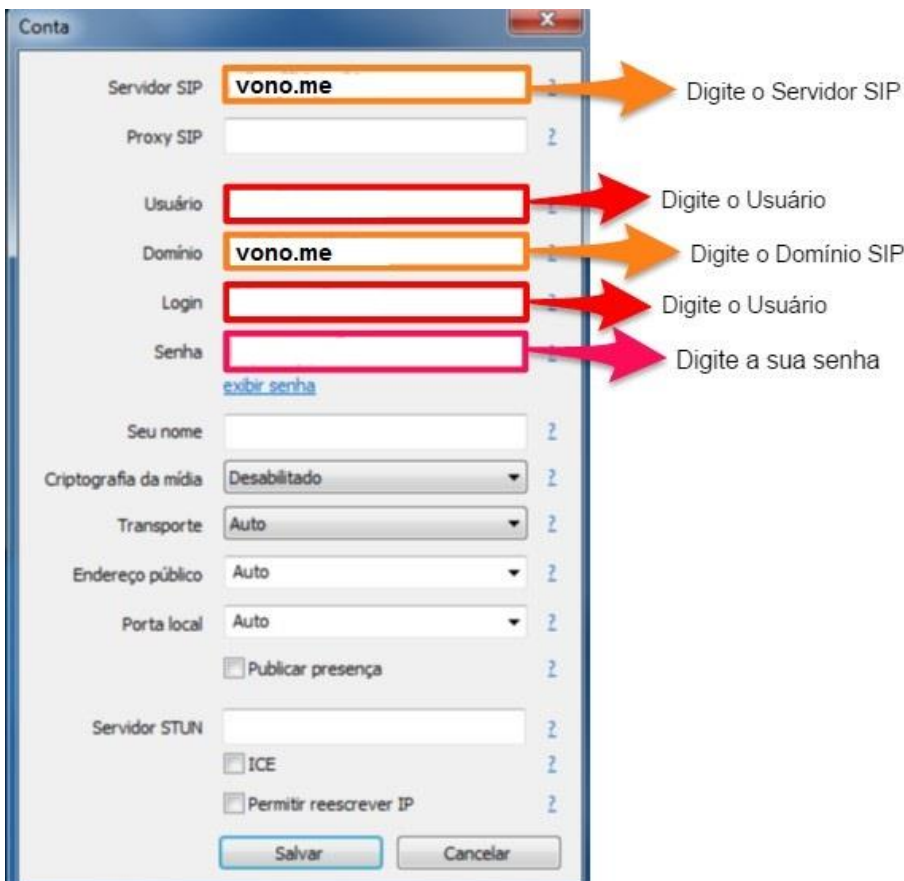 Conta
Servidor SIP vono.me ? Digite o Servidor SIP
Proxy SIP ?
Usuário Digite o Usuário
Domínio vono.me ? Digite o Domínio SIP
Login ? Digite o Usuário
Senha ? Digite a sua senha
exibir senha
Seu nome ?
Criptografia da mídia Desabilitado ?
Transporte Auto ?
Endereço público Auto ?
Porta local Auto ?
Publicar presença ?
Servidor STUN ?
ICE ?
Permitir reescrever IP ?
Salvar Cancelar